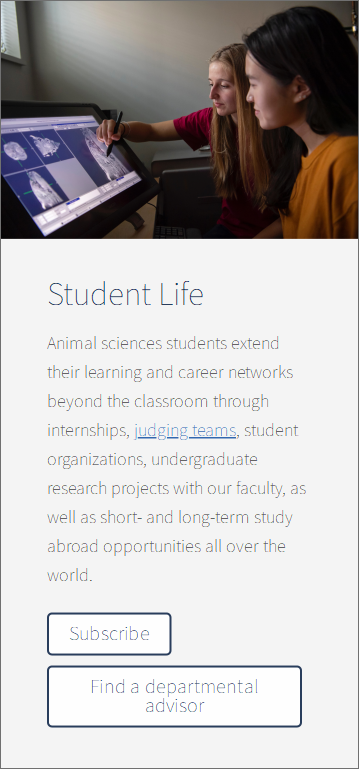 Student Life
Animal sciences students extend
their learning and career networks
beyond the classroom through
internships, judging teams, student
organizations, undergraduate
research projects with our faculty, as
well as short- and long-term study
abroad opportunities all over the
world.
Subscribe
Find a departmental
advisor